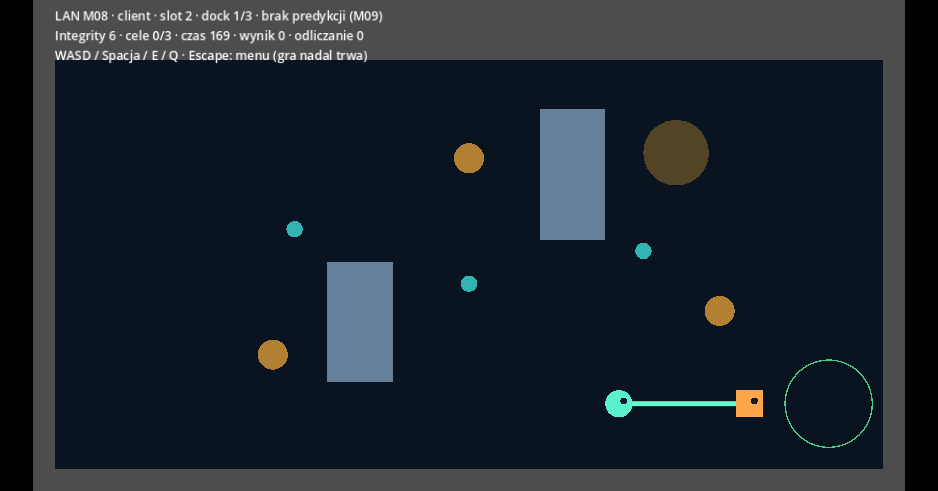 LAN M08 · client · slot 2 · dock 1/3 · brak predykcji (M09)
Integrity 6 · cele 0/3 · czas 169 · wynik 0 · odliczanie 0
WASD / Spacja / E / Q · Escape: menu (gra nadal trwa)